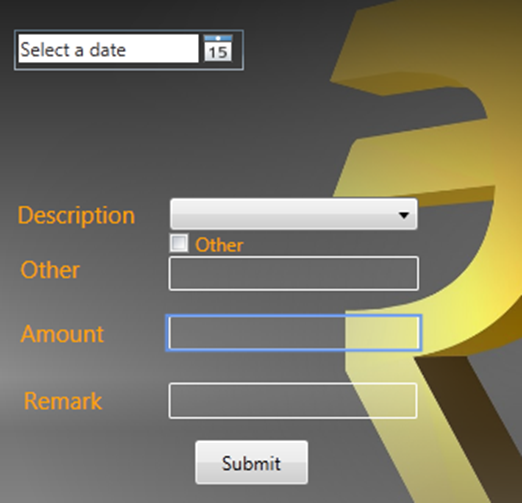 Select a date 15
Description
Other
Other
Amount
Remark
Submit